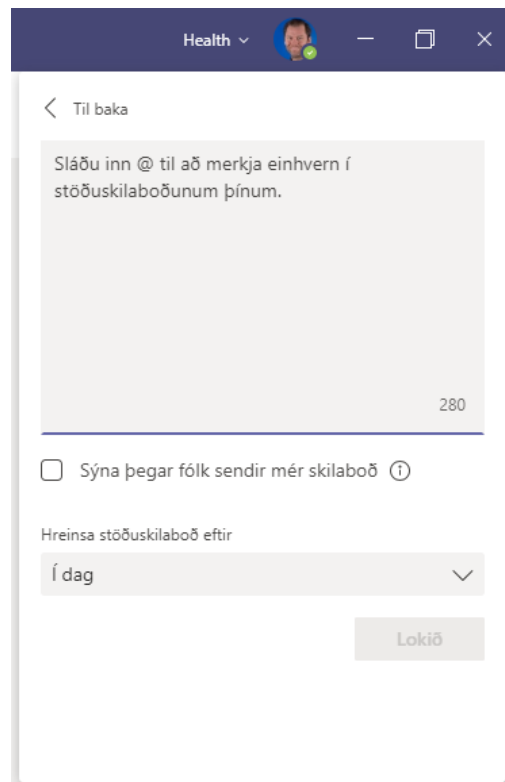 Health
Til baka
Sláðu inn @ til að merkja einhvern í
stöðuskilaboðunum þínum.
280
Sýna þegar fólk sendir mér skilaboð
Hreinsa stöðuskilaboð eftir
Í dag
Lokið